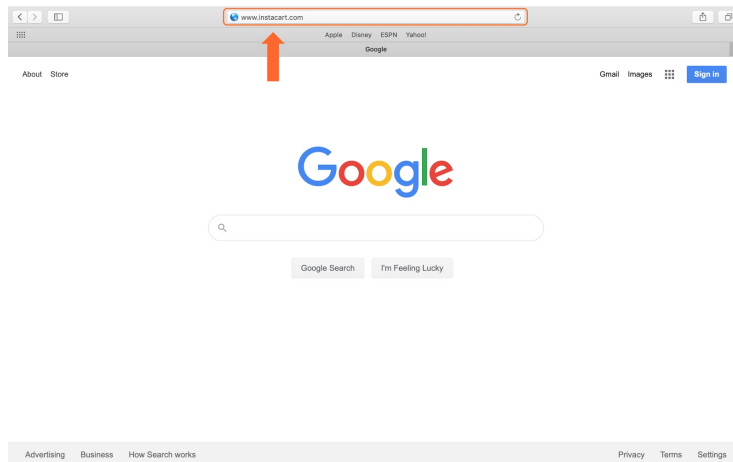 www.instacart.com
Apple Disney ESPN Yahoo!
Google
About Store
Gmail Images Sign in
Google
Google Search I'm Feeling Lucky
Advertising Business How Search works
Privacy Terms Settings